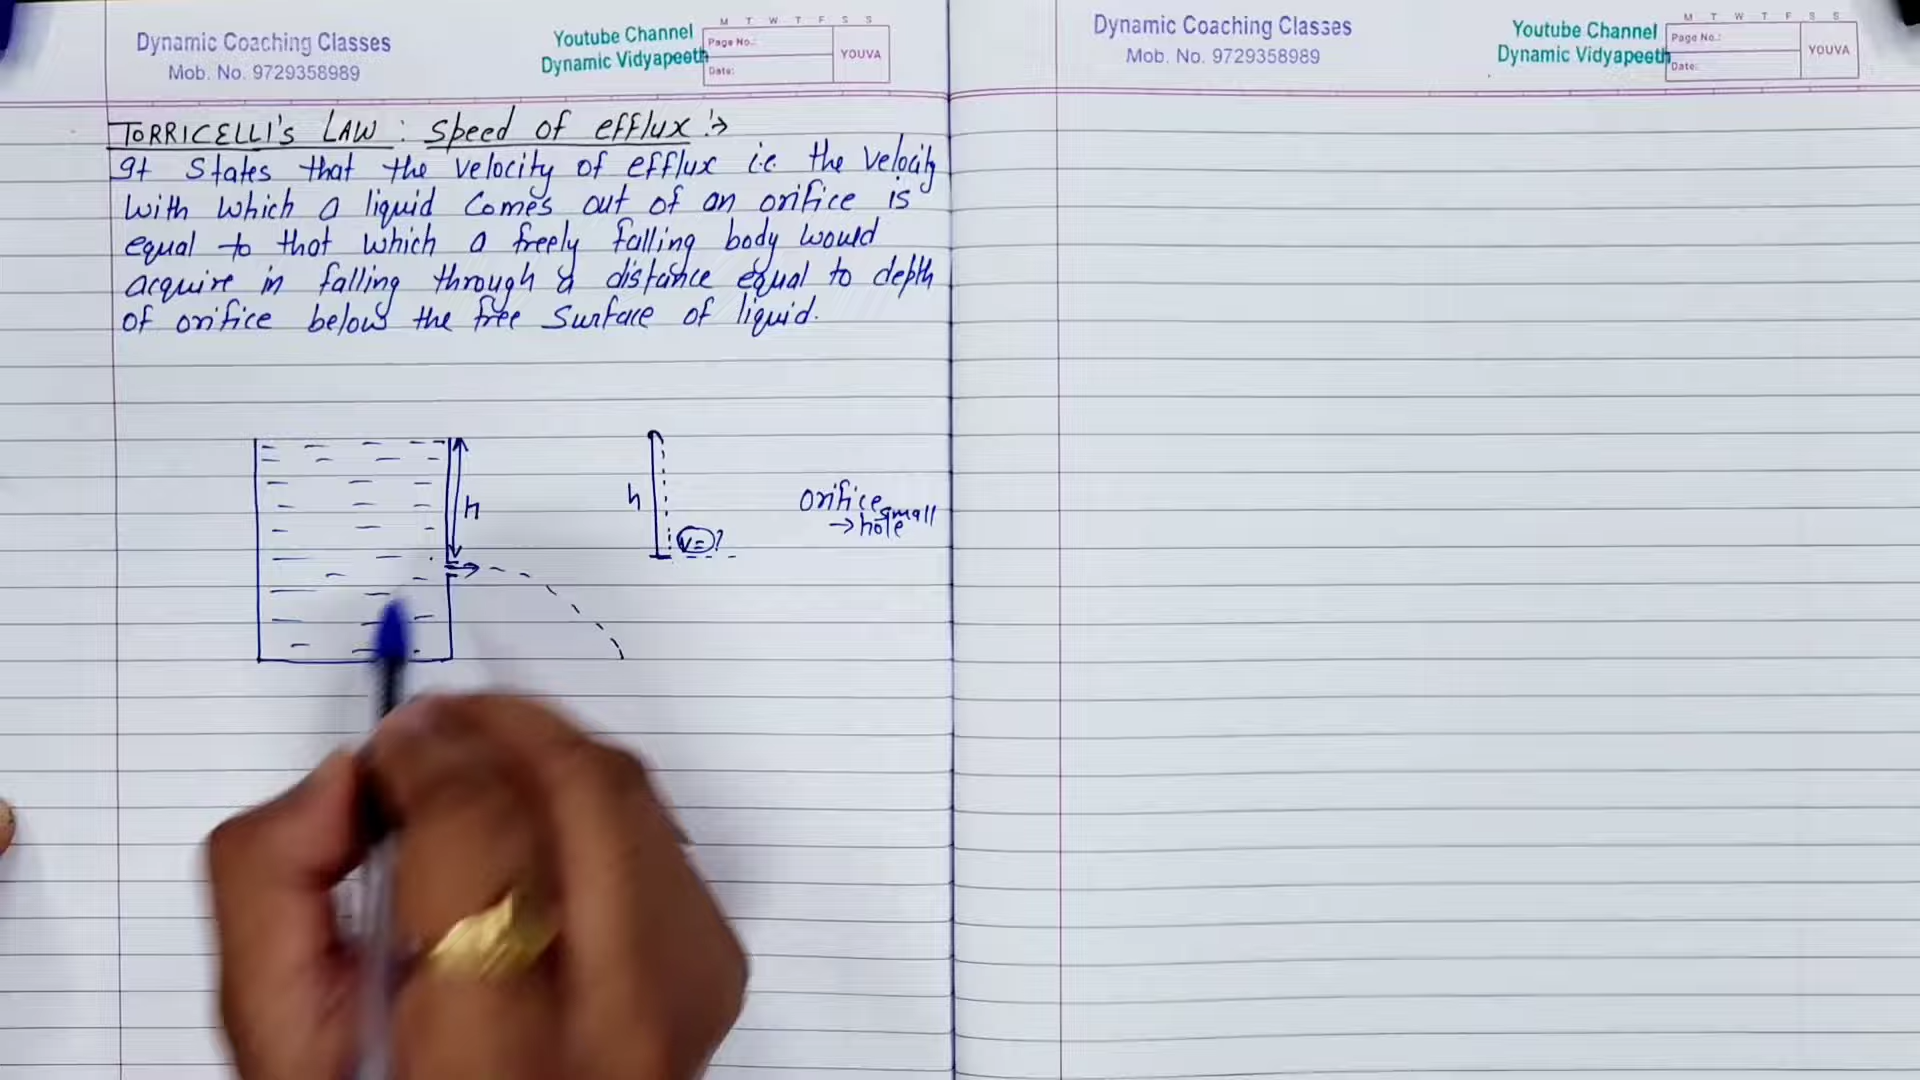 Dynamic Coaching Classes
Mob. No. 9729358989
Youtube Channel
Dynamic Vidyapeeth
M T W T F S S
Page No.:
Date:
YOUVA
TORRICELLI's LAW : Speed of efflux :→
It States that the velocity of efflux i.e. the velocity
with which a liquid comes out of an orifice is
equal to that which a freely falling body would
acquire in falling through a distance equal to depth
of orifice below the free surface of liquid.
h
h
v= ?
orifice
→ small
hole
Dynamic Coaching Classes
Mob. No. 9729358989
Youtube Channel
Dynamic Vidyapeeth
M T W T F S S
Page No.:
Date:
YOUVA